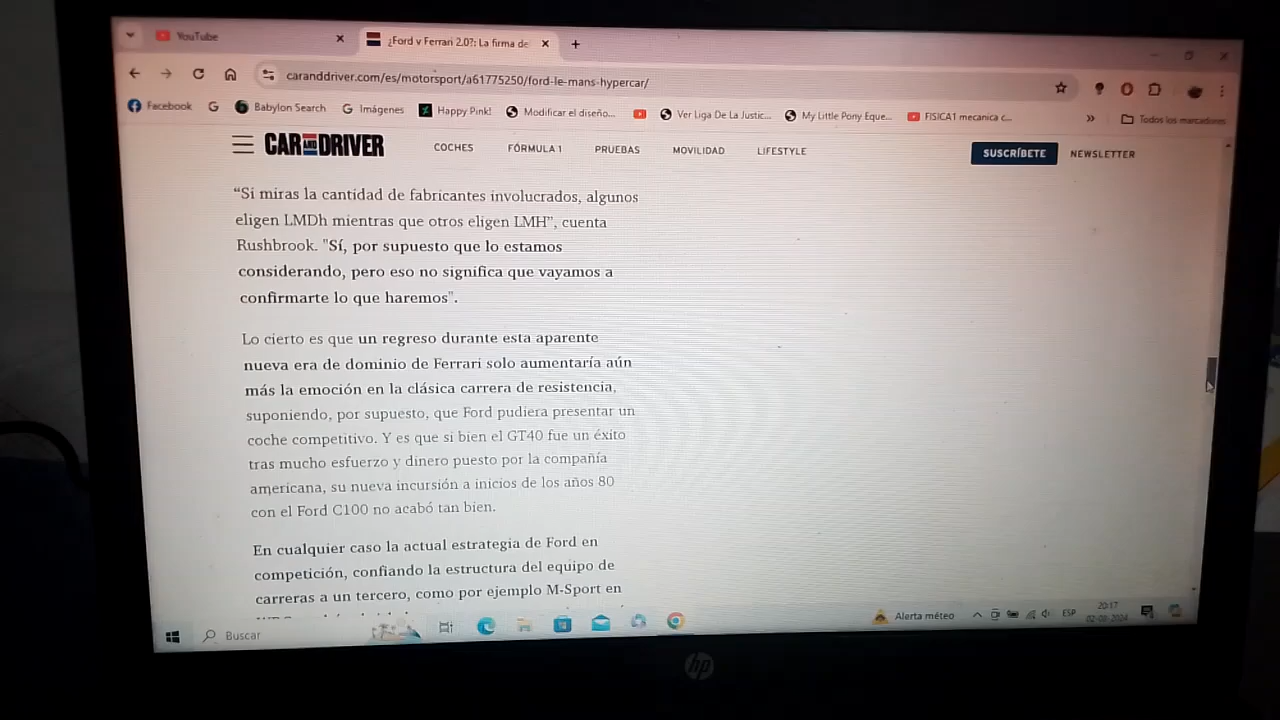 YouTube
¿Ford v Ferrari 2.0?: La firma de
caranddriver.com/es/motorsport/a61775250/ford-le-mans-hypercar/
Facebook
Babylon Search
Imágenes
Happy Pink!
Modificar el diseño...
Ver Liga De La Justic...
My Little Pony Eque...
FISICA1 mecanica c...
»
Todos los marcadores
CAR AND DRIVER
COCHES FÓRMULA 1 PRUEBAS MOVILIDAD LIFESTYLE
SUSCRÍBETE NEWSLETTER
“Si miras la cantidad de fabricantes involucrados, algunos
eligen LMDh mientras que otros eligen LMH”, cuenta
Rushbrook. "Sí, por supuesto que lo estamos
considerando, pero eso no significa que vayamos a
confirmarte lo que haremos".
Lo cierto es que un regreso durante esta aparente
nueva era de dominio de Ferrari solo aumentaría aún
más la emoción en la clásica carrera de resistencia,
suponiendo, por supuesto, que Ford pudiera presentar un
coche competitivo. Y es que si bien el GT40 fue un éxito
tras mucho esfuerzo y dinero puesto por la compañía
americana, su nueva incursión a inicios de los años 80
con el Ford C100 no acabó tan bien.
En cualquier caso la actual estrategia de Ford en
competición, confiando la estructura del equipo de
carreras a un tercero, como por ejemplo M-Sport en
Buscar
Alerta méteo
ESP
20:17
02-08-2024
hp